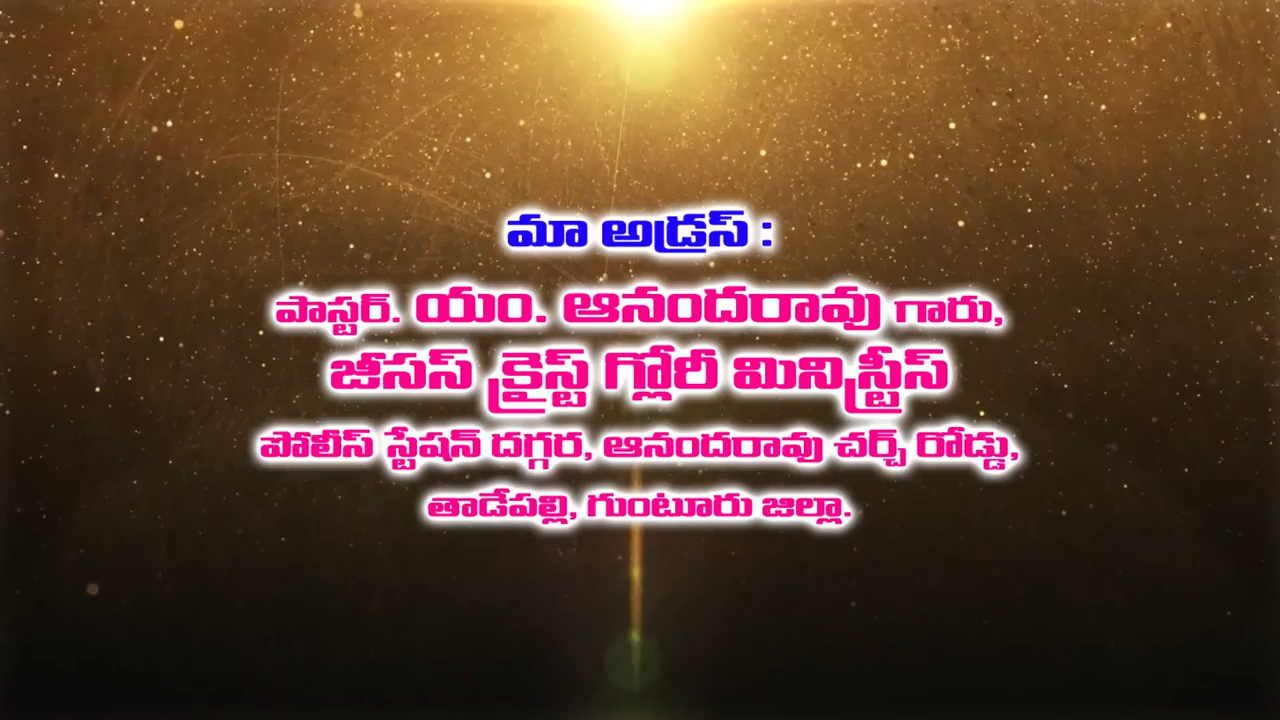 మా అడ్రస్ :
పాస్టర్. యం. ఆనందరావు గారు,
జీసస్ క్రైస్ట్ గ్లోరీ మినిస్ట్రీస్
పోలీస్ స్టేషన్ దగ్గర, ఆనందరావు చర్చ్ రోడ్డు,
తాడేపల్లి, గుంటూరు జిల్లా.